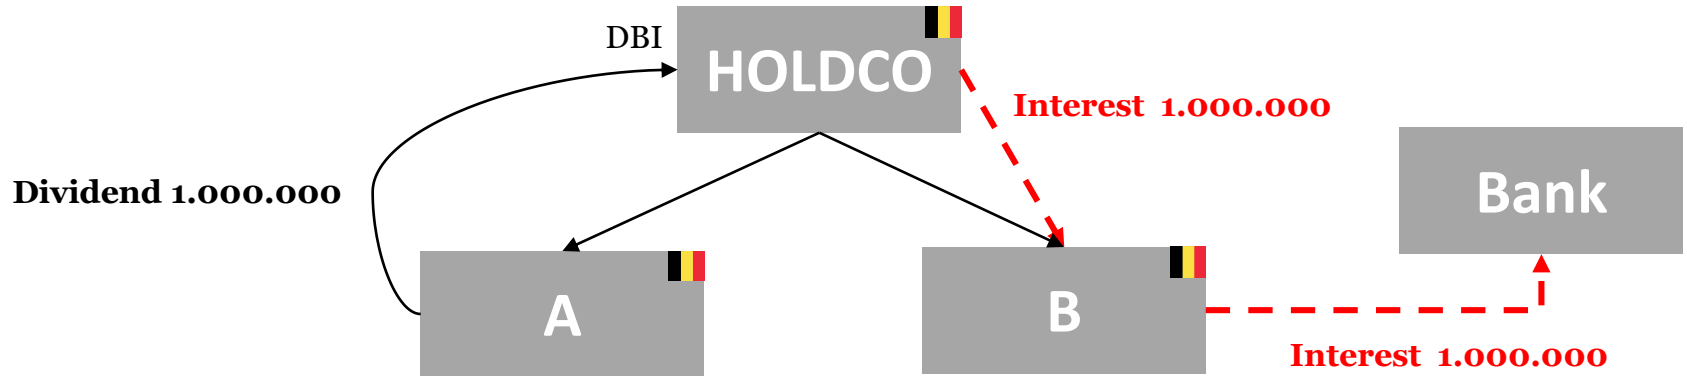 DBI
HOLDCO
Interest 1.000.000
Dividend 1.000.000
Bank
A
B
Interest 1.000.000